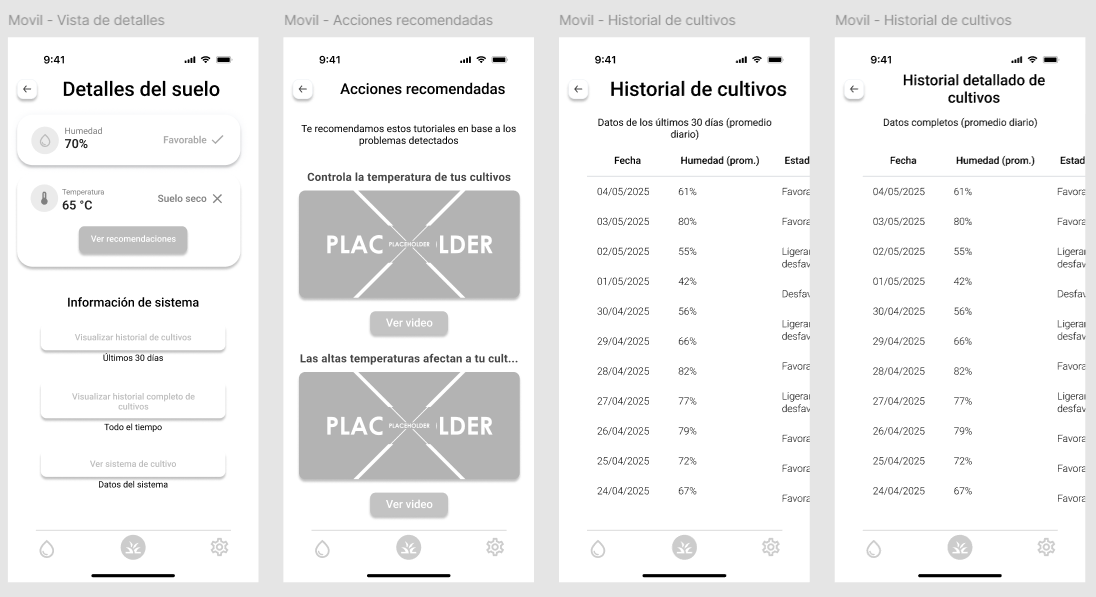 Movil - Vista de detalles
9:41
Detalles del suelo
Humedad
70%
Favorable
Temperatura
65 °C
Suelo seco
Ver recomendaciones
Información de sistema
Visualizar historial de cultivos
Últimos 30 días
Visualizar historial completo de
cultivos
Todo el tiempo
Ver sistema de cultivo
Datos del sistema
Movil - Acciones recomendadas
9:41
Acciones recomendadas
Te recomendamos estos tutoriales en base a los
problemas detectados
Controla la temperatura de tus cultivos
PLAC PLACEHOLDER LDER
Ver video
Las altas temperaturas afectan a tu cult...
PLAC PLACEHOLDER LDER
Ver video
Movil - Historial de cultivos
9:41
Historial de cultivos
Datos de los últimos 30 días (promedio
diario)
Fecha Humedad (prom.) Estad
04/05/2025 61% Favora
03/05/2025 80% Favora
02/05/2025 55% Ligerar
desfav
01/05/2025 42% Desfav
30/04/2025 56% Ligerar
desfav
29/04/2025 66% Favora
28/04/2025 82% Favora
27/04/2025 77% Ligerar
desfav
26/04/2025 79% Favora
25/04/2025 72% Favora
24/04/2025 67% Favora
Movil - Historial de cultivos
9:41
Historial detallado de
cultivos
Datos completos (promedio diario)
Fecha Humedad (prom.) Estad
04/05/2025 61% Favora
03/05/2025 80% Favora
02/05/2025 55% Ligerar
desfav
01/05/2025 42% Desfav
30/04/2025 56% Ligerar
desfav
29/04/2025 66% Favora
28/04/2025 82% Favora
27/04/2025 77% Ligerar
desfav
26/04/2025 79% Favora
25/04/2025 72% Favora
24/04/2025 67% Favora